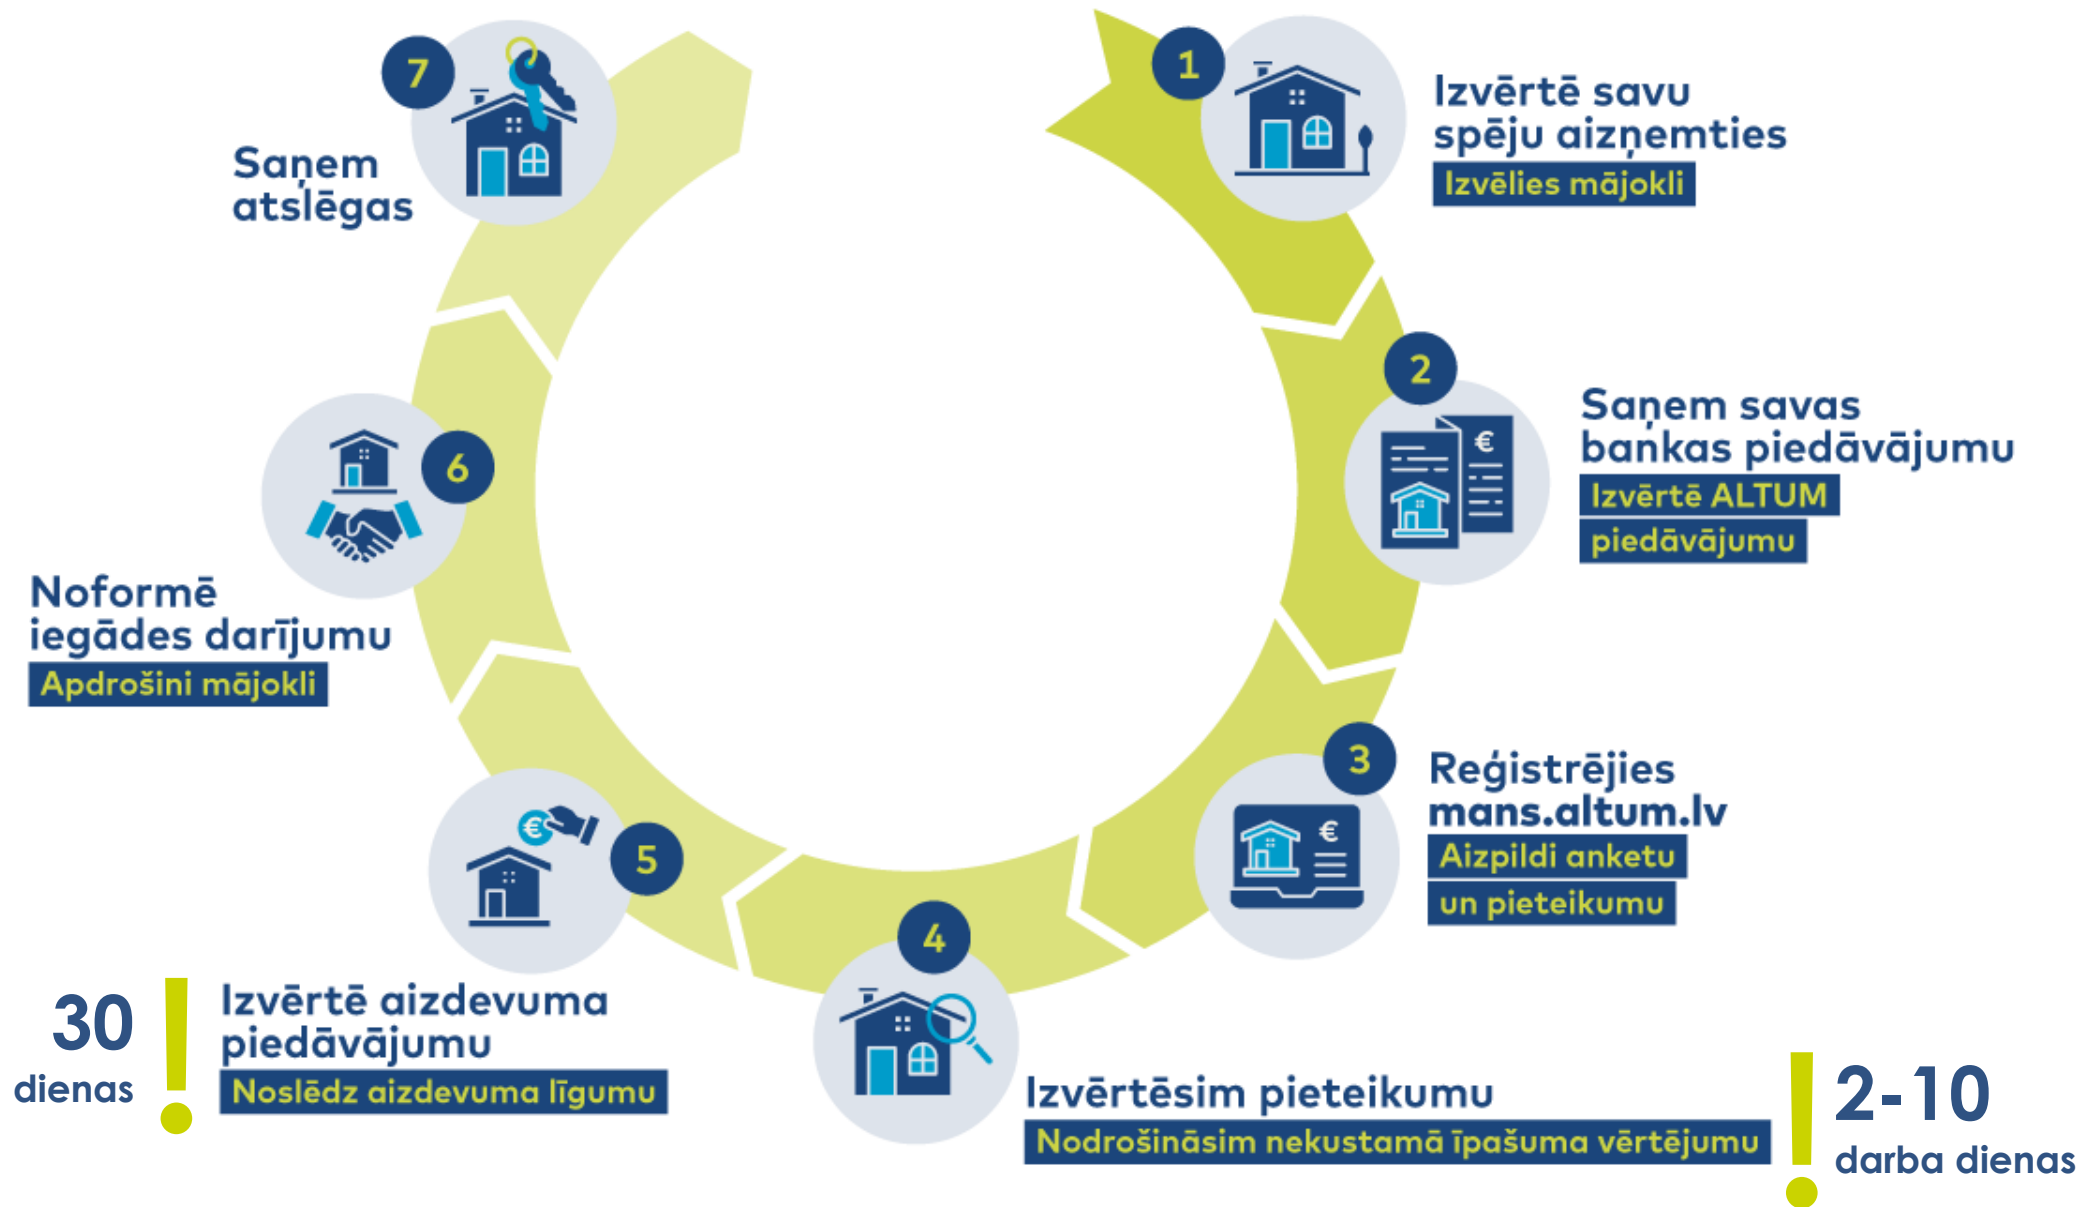 1
Izvērtē savu
spēju aizņemties
Izvēlies mājokli
2
Saņem savas
bankas piedāvājumu
Izvērtē ALTUM
piedāvājumu
€
3
Reģistrējies
mans.altum.lv
Aizpildi anketu
un pieteikumu
€
4
Izvērtēsim pieteikumu
Nodrošināsim nekustamā īpašuma vērtējumu
!
2-10
darba dienas
5
€
Izvērtē aizdevuma
piedāvājumu
Noslēdz aizdevuma līgumu
30
dienas
!
6
Noformē
iegādes darījumu
Apdrošini mājokli
7
Saņem
atslēgas